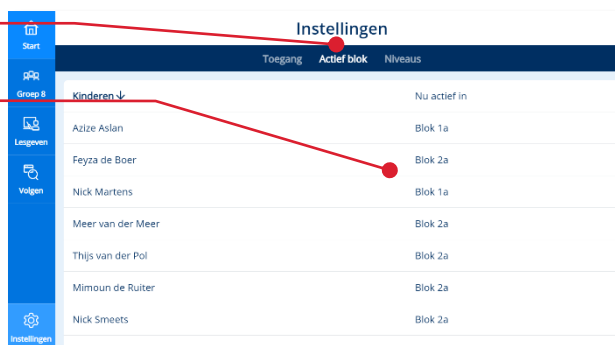 Instellingen
Start
Toegang Actief blok Niveaus
Groep 8
Kinderen ↓ Nu actief in
Azize Aslan Blok 1a
Lesgeven
Feyza de Boer Blok 2a
Volgen
Nick Martens Blok 1a
Meer van der Meer Blok 2a
Thijs van der Pol Blok 2a
Mimoun de Ruiter Blok 2a
Nick Smeets Blok 2a
Instellingen